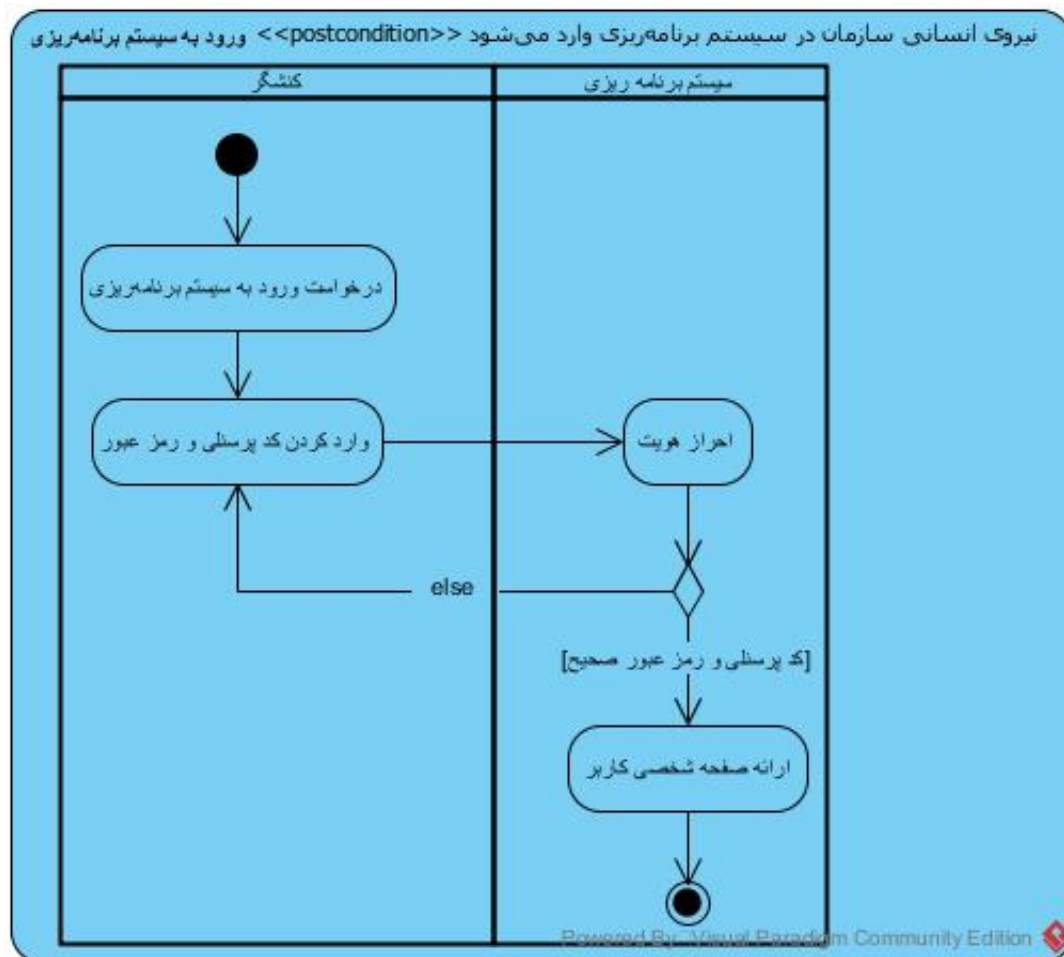 ورود به سیستم برنامه‌ریزی <<postcondition>> نیروی انسانی سازمان در سیستم برنامه‌ریزی وارد می‌شود
کنشگر
سیستم برنامه ریزی
درخواست ورود به سیستم برنامه‌ریزی
وارد کردن کد پرسنلی و رمز عبور
احراز هویت
else
[کد پرسنلی و رمز عبور صحیح]
ارائه صفحه شخصی کاربر
Powered By Visual Paradigm Community Edition